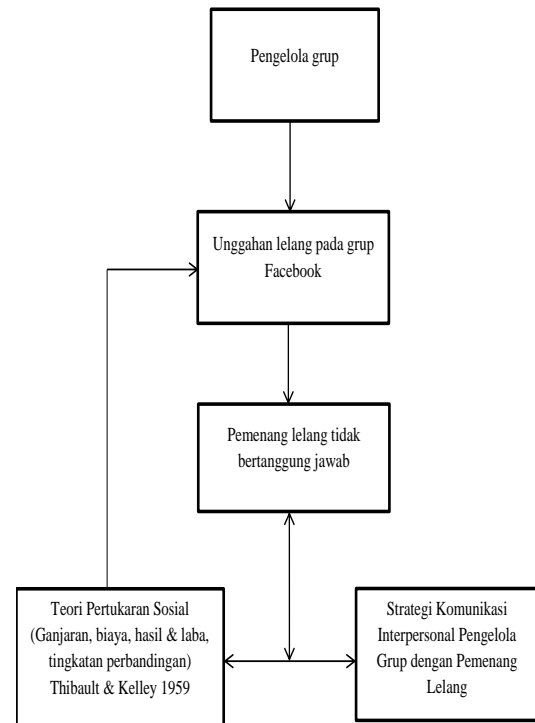 Pengelola grup
Unggahan lelang pada grup
Facebook
Pemenang lelang tidak
bertanggung jawab
Teori Pertukaran Sosial
(Ganjaran, biaya, hasil & laba,
tingkatan perbandingan)
Thibault & Kelley 1959
Strategi Komunikasi
Interpersonal Pengelola
Grup dengan Pemenang
Lelang